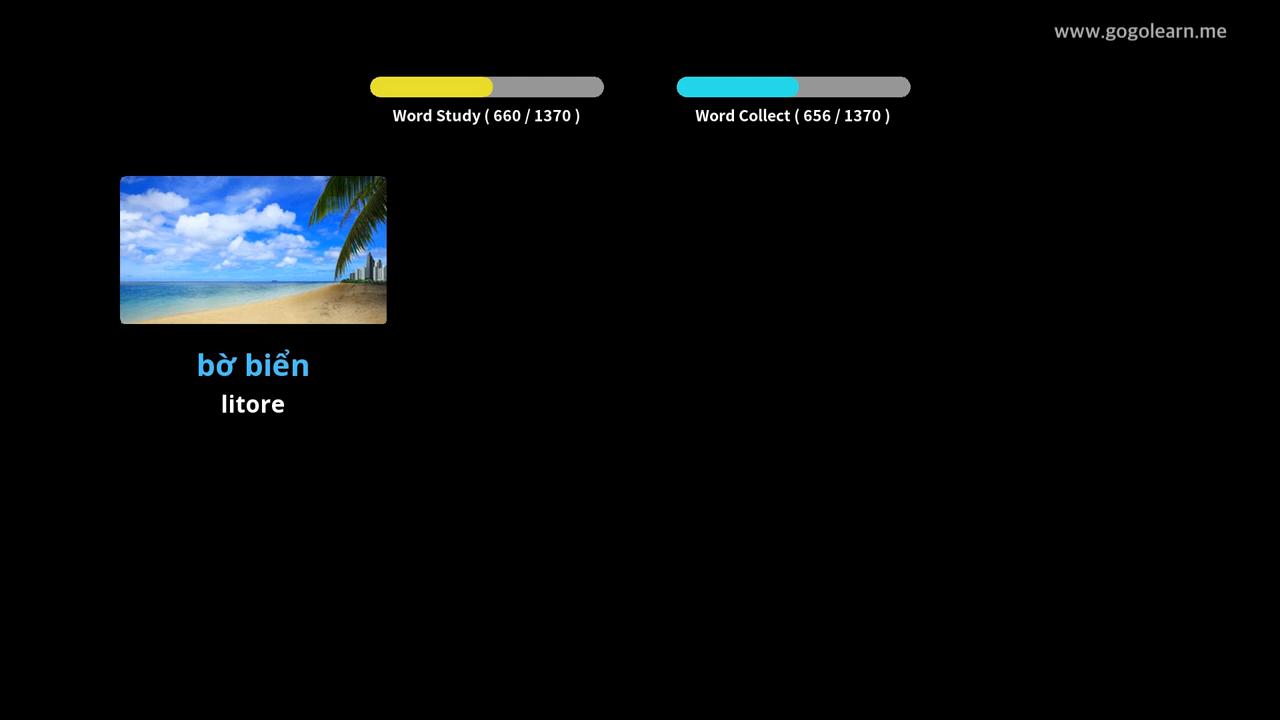 www.gogolearn.me
Word Study ( 660 / 1370 )
Word Collect ( 656 / 1370 )
bờ biển
litore